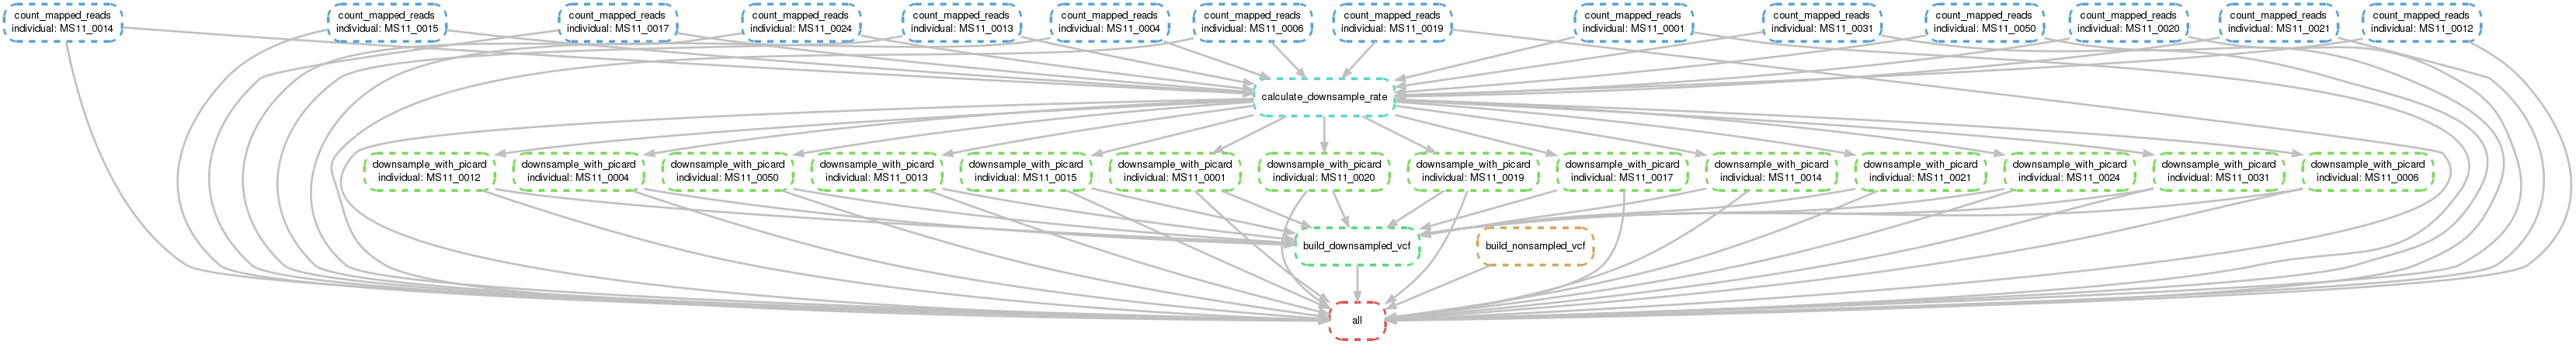 count_mapped_reads
individual: MS11_0014
count_mapped_reads
individual: MS11_0015
count_mapped_reads
individual: MS11_0017
count_mapped_reads
individual: MS11_0024
count_mapped_reads
individual: MS11_0013
count_mapped_reads
individual: MS11_0004
count_mapped_reads
individual: MS11_0006
count_mapped_reads
individual: MS11_0019
count_mapped_reads
individual: MS11_0001
count_mapped_reads
individual: MS11_0031
count_mapped_reads
individual: MS11_0050
count_mapped_reads
individual: MS11_0020
count_mapped_reads
individual: MS11_0021
count_mapped_reads
individual: MS11_0012
calculate_downsample_rate
downsample_with_picard
individual: MS11_0012
downsample_with_picard
individual: MS11_0004
downsample_with_picard
individual: MS11_0050
downsample_with_picard
individual: MS11_0013
downsample_with_picard
individual: MS11_0015
downsample_with_picard
individual: MS11_0001
downsample_with_picard
individual: MS11_0020
downsample_with_picard
individual: MS11_0019
downsample_with_picard
individual: MS11_0017
downsample_with_picard
individual: MS11_0014
downsample_with_picard
individual: MS11_0021
downsample_with_picard
individual: MS11_0024
downsample_with_picard
individual: MS11_0031
downsample_with_picard
individual: MS11_0006
build_downsampled_vcf
build_nonsampled_vcf
all